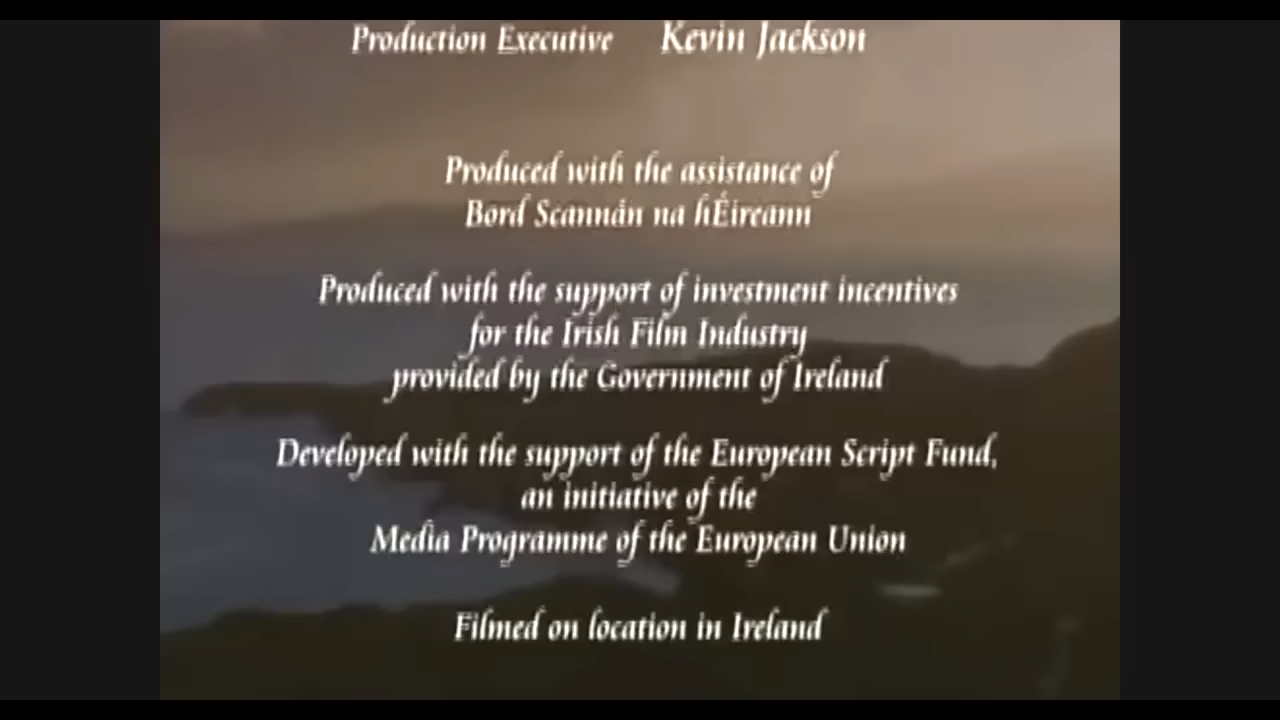 Production Executive Kevin Jackson
Produced with the assistance of
Bord Scannán na hÉireann
Produced with the support of investment incentives
for the Irish Film Industry
provided by the Government of Ireland
Developed with the support of the European Script Fund,
an initiative of the
Media Programme of the European Union
Filmed on location in Ireland